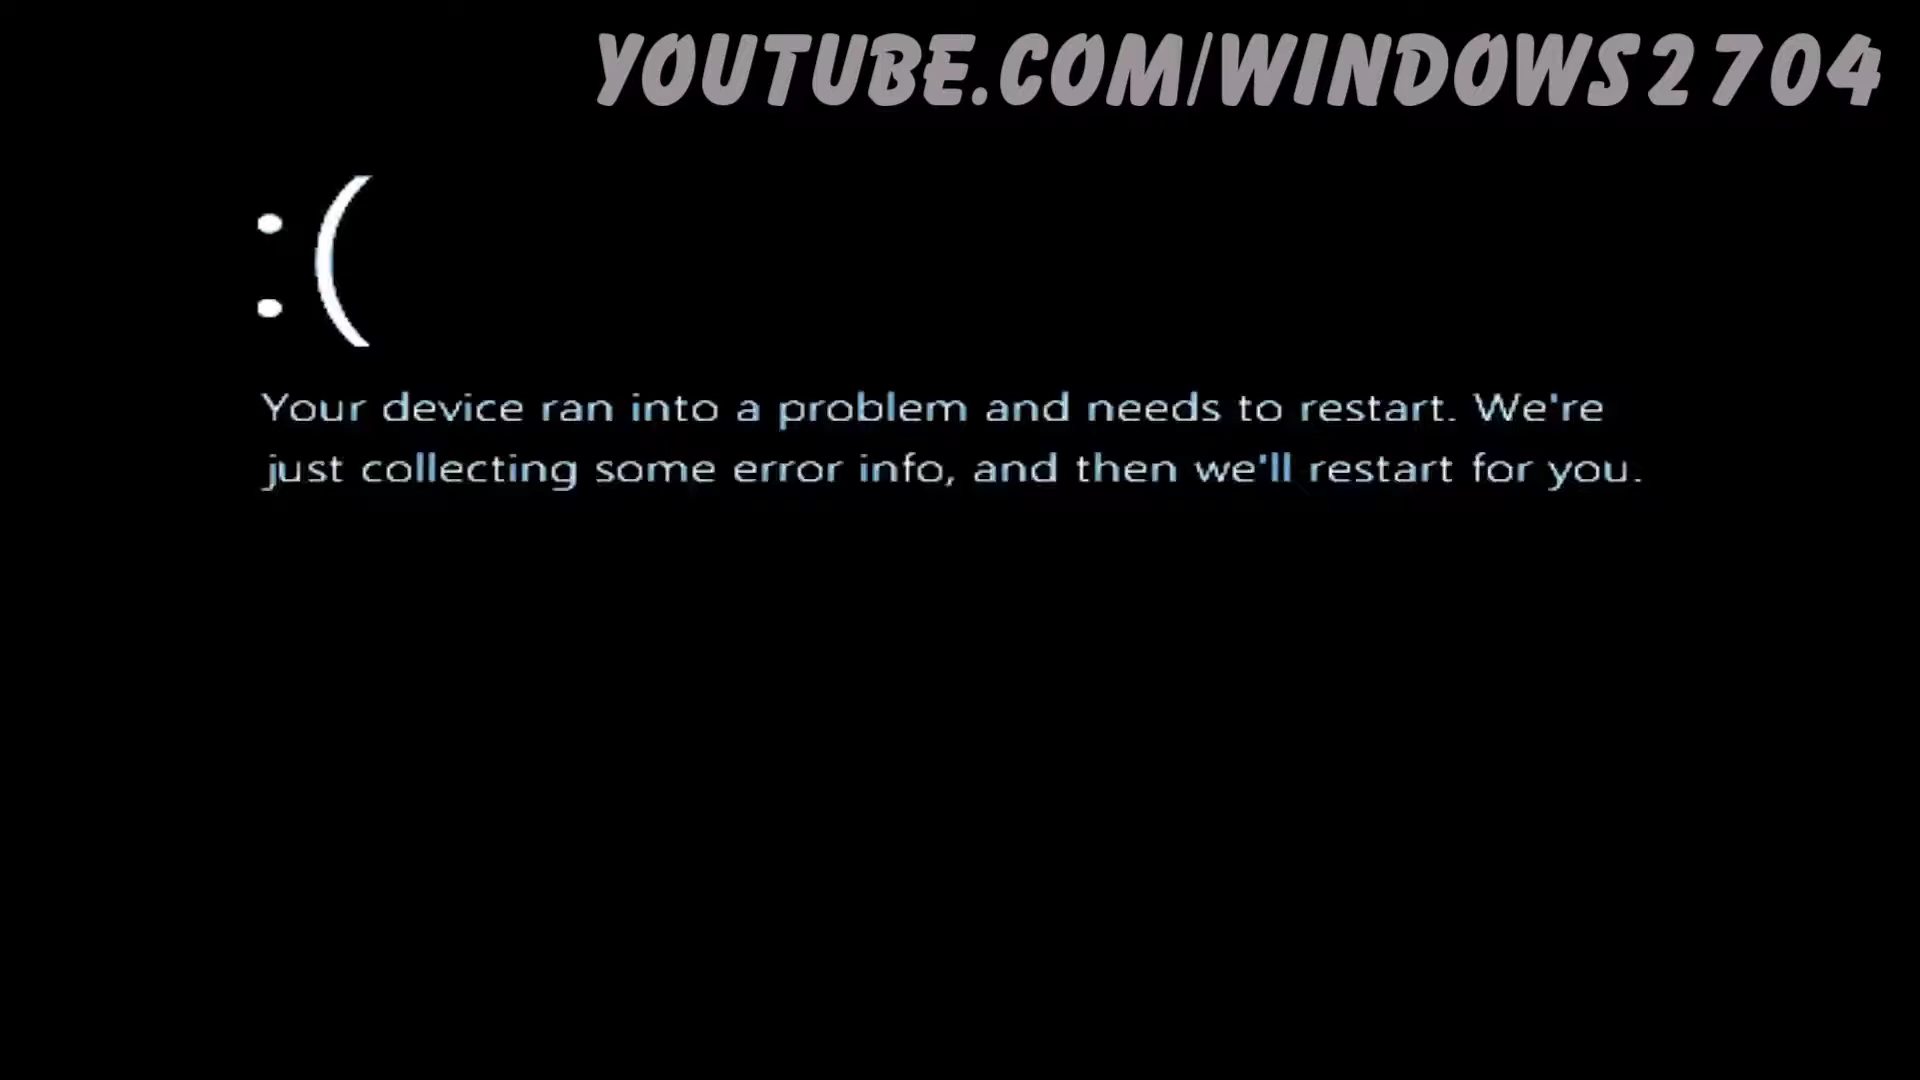 YOUTUBE.COM/WINDOWS2704
:(
Your device ran into a problem and needs to restart. We're
just collecting some error info, and then we'll restart for you.